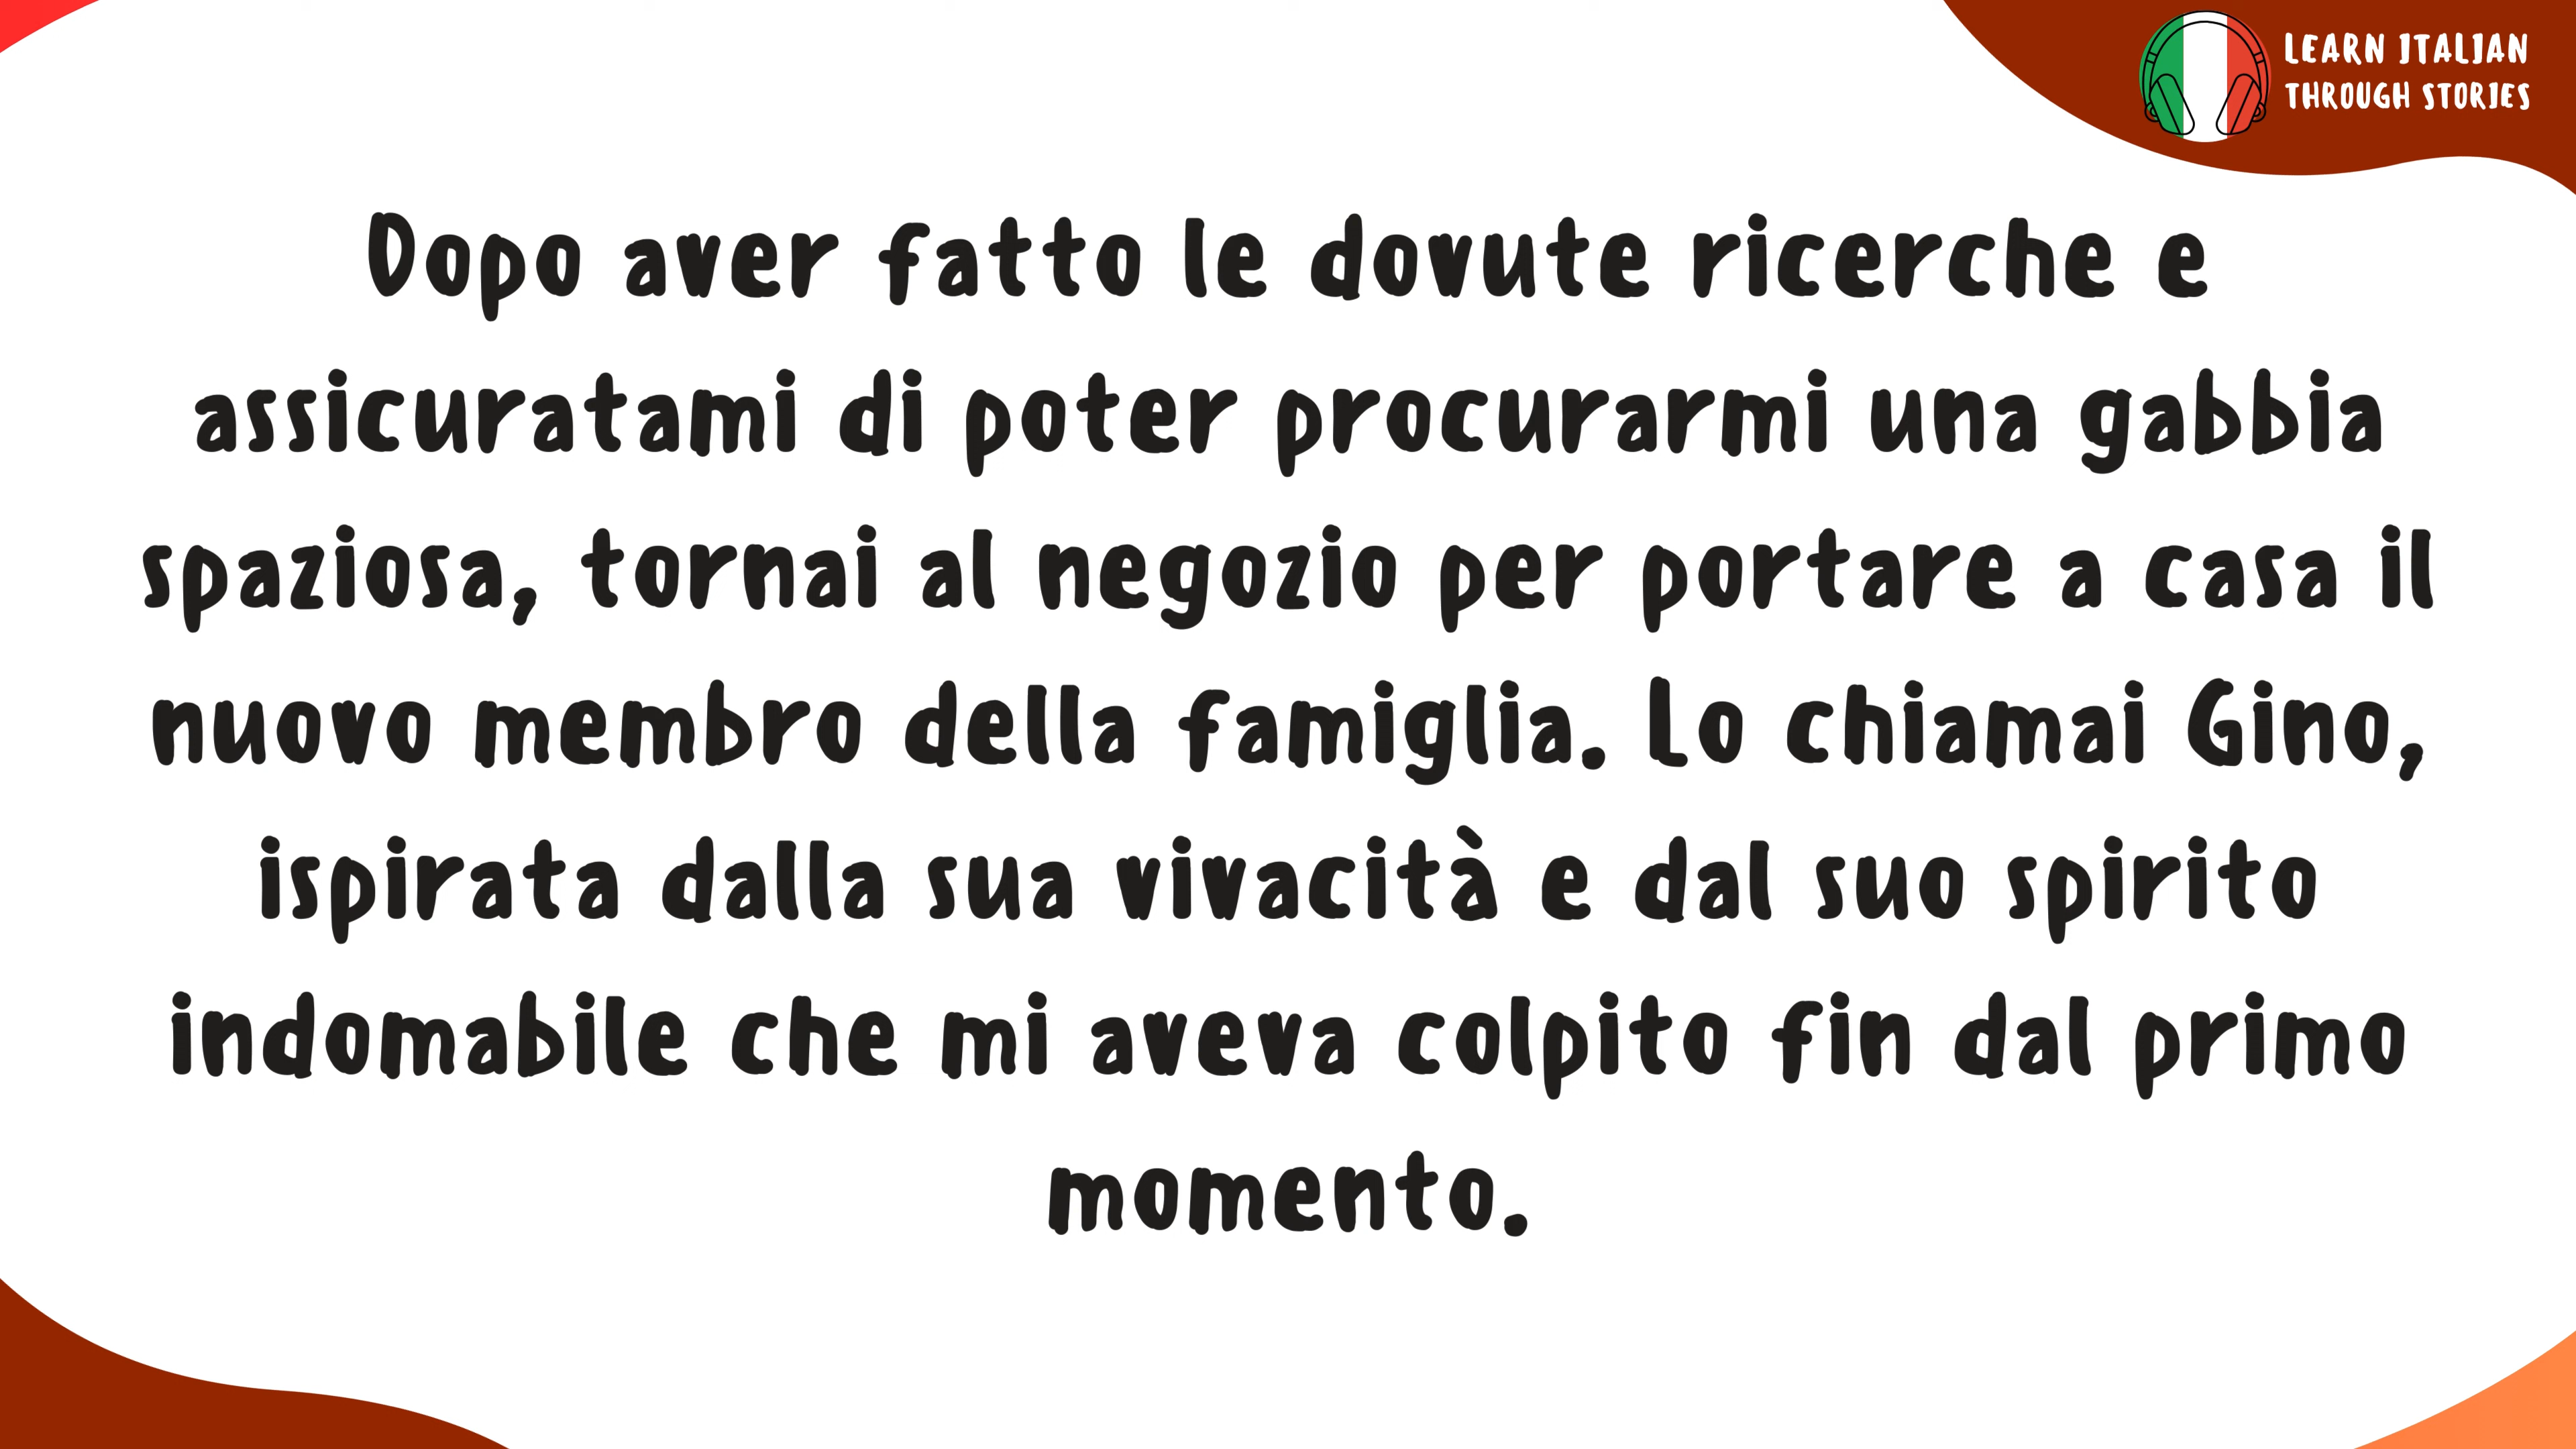 LEARN ITALIAN
THROUGH STORIES
Dopo aver fatto le dovute ricerche e
assicuratami di poter procurarmi una gabbia
spaziosa, tornai al negozio per portare a casa il
nuovo membro della famiglia. Lo chiamai Gino,
ispirata dalla sua vivacità e dal suo spirito
indomabile che mi aveva colpito fin dal primo
momento.